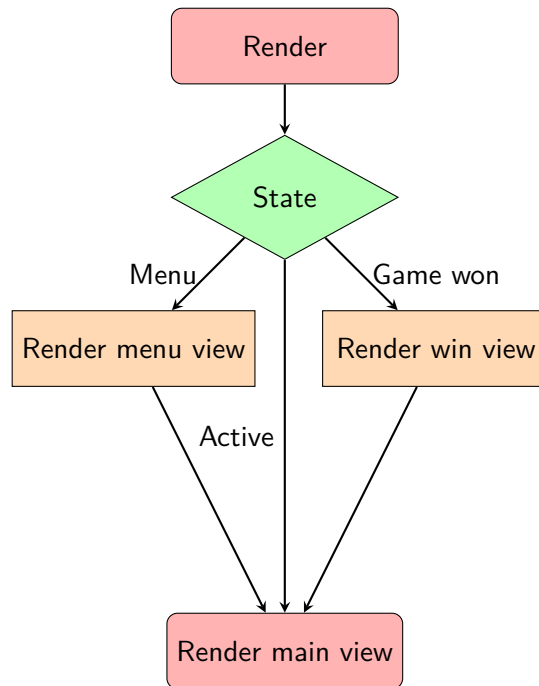 Render
State
Menu
Game won
Render menu view
Render win view
Active
Render main view